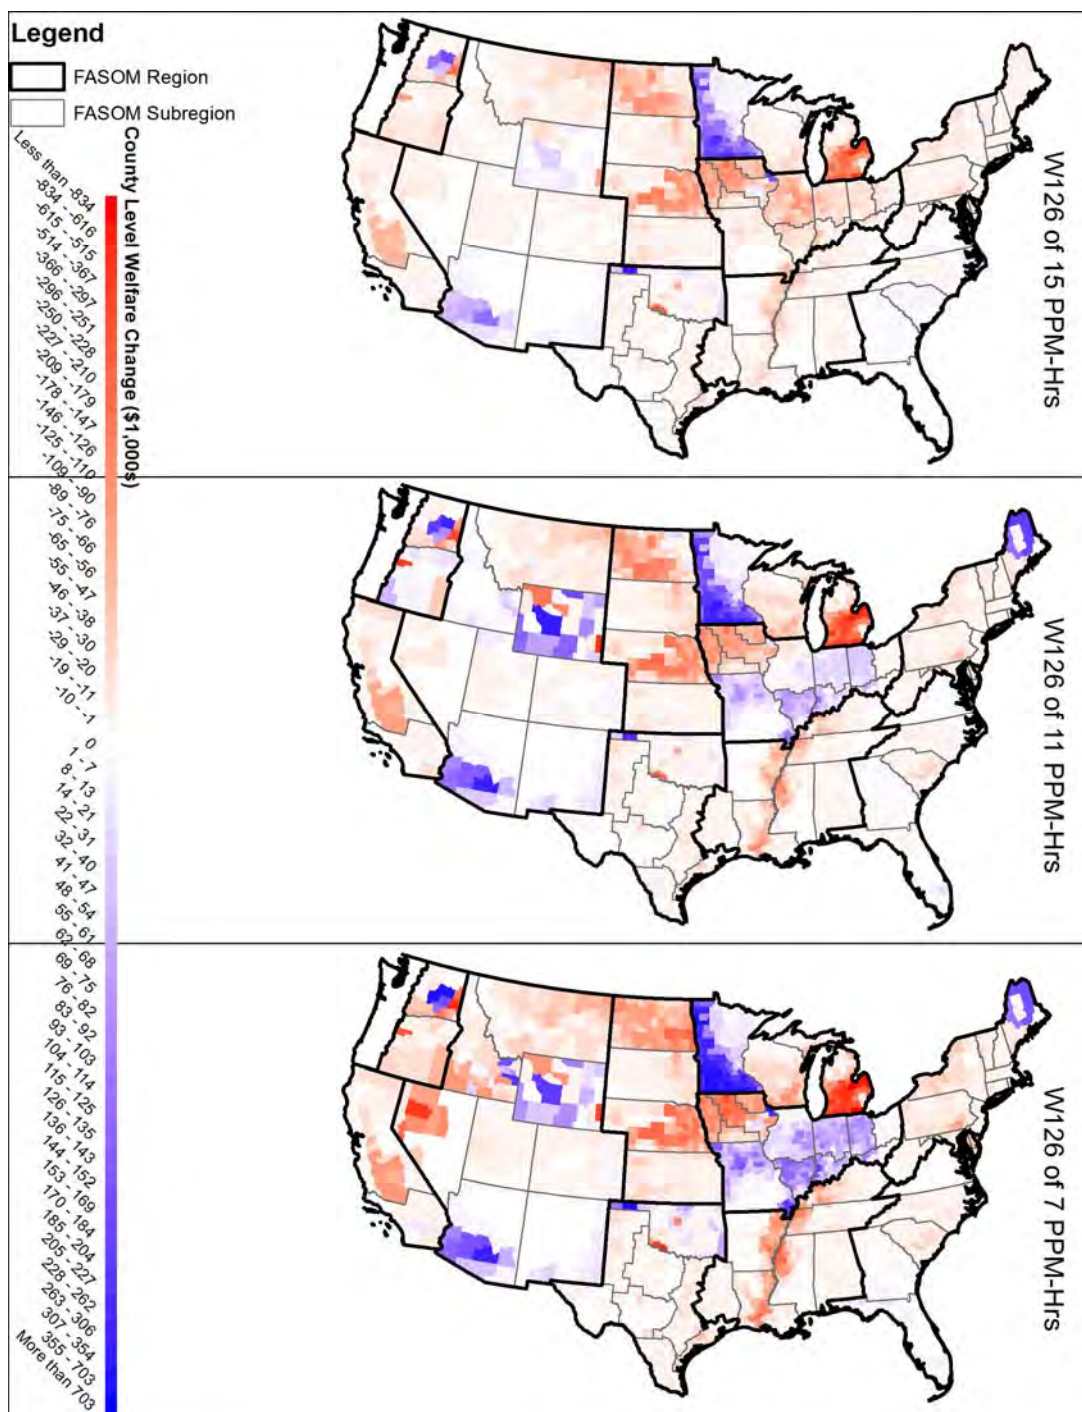 Legend
FASOM Region
FASOM Subregion
County Level Welfare Change ($1,000s)
Less than -834
-834 - -616
-615 - -515
-514 - -367
-366 - -297
-296 - -251
-250 - -228
-227 - -210
-209 - -179
-178 - -147
-146 - -126
-125 - -110
-109 - -90
-89 - -76
-75 - -66
-65 - -56
-55 - -47
-46 - -38
-37 - -30
-29 - -20
-19 - -11
-10 - -1
0
1 - 7
8 - 13
14 - 21
22 - 31
32 - 40
41 - 47
48 - 54
55 - 61
62 - 68
69 - 75
76 - 82
83 - 92
93 - 103
104 - 114
115 - 125
126 - 135
136 - 143
144 - 152
153 - 169
170 - 184
185 - 204
205 - 227
228 - 262
263 - 306
307 - 354
355 - 703
More than 703
W126 of 15 PPM-Hrs
W126 of 11 PPM-Hrs
W126 of 7 PPM-Hrs